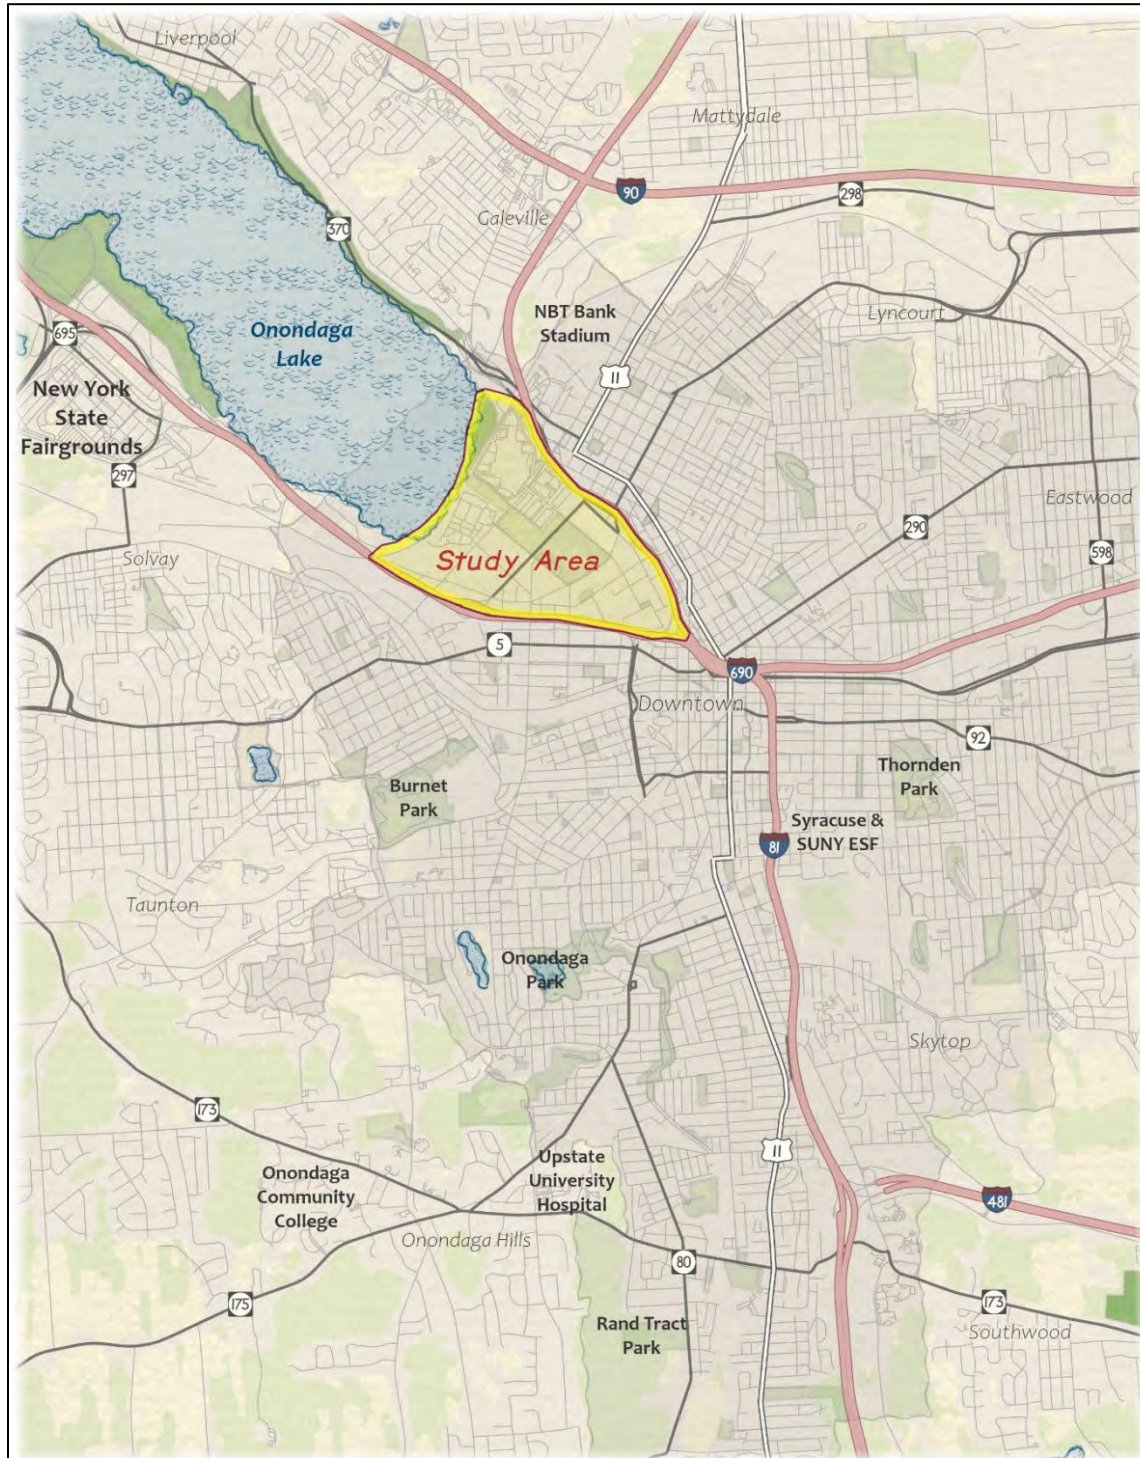 Liverpool
Mattydale
90
298
Galeville
370
NBT Bank
Stadium
Lyncourt
Onondaga
Lake
695
11
New York
State
Fairgrounds
297
Eastwood
290
598
Solvay
Study Area
5
690
Downtown
92
Thornden
Park
Burnet
Park
Syracuse &
SUNY ESF
81
Taunton
Onondaga
Park
Skytop
173
Upstate
University
Hospital
11
Onondaga
Community
College
481
Onondaga Hills
80
175
173
Rand Tract
Park
Southwood